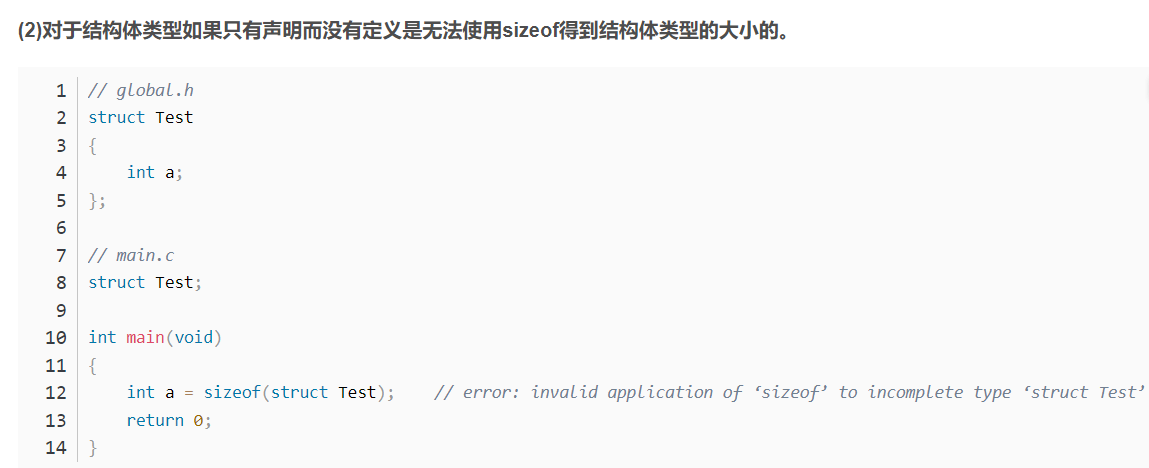 (2)对于结构体类型如果只有声明而没有定义是无法使用sizeof得到结构体类型的大小的。
1 // global.h
2 struct Test
3 {
4     int a;
5 };
6
7 // main.c
8 struct Test;
9
10 int main(void)
11 {
12     int a = sizeof(struct Test);    // error: invalid application of ‘sizeof’ to incomplete type ‘struct Test’
13     return 0;
14 }